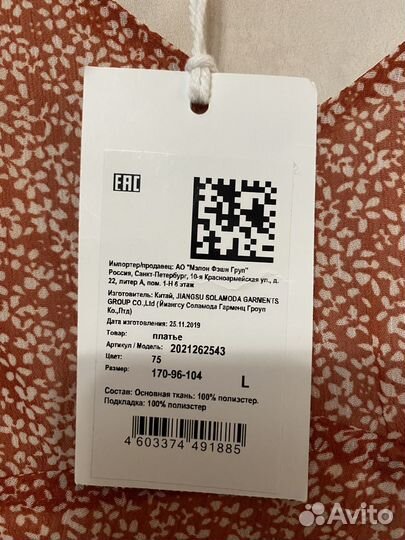 EAC
Импортер/продавец: АО "Мэлон Фэшн Груп"
Россия, Санкт-Петербург, 10-я Красноармейская ул., д.
22, литер А, пом. 1-Н 6 этаж
Изготовитель: Китай, JIANGSU SOLAMODA GARMENTS
GROUP CO.,Ltd (Йиангсу Соламода Гарменц Гроуп
Ко.,Лтд)
Дата изготовления: 25.11.2019
Товар: платье
Артикул / Модель: 2021262543
Цвет: 75
Размер: 170-96-104 L
Состав: Основная ткань: 100% полиэстер.
Подкладка: 100% полиэстер
4 603374 491885
Avito